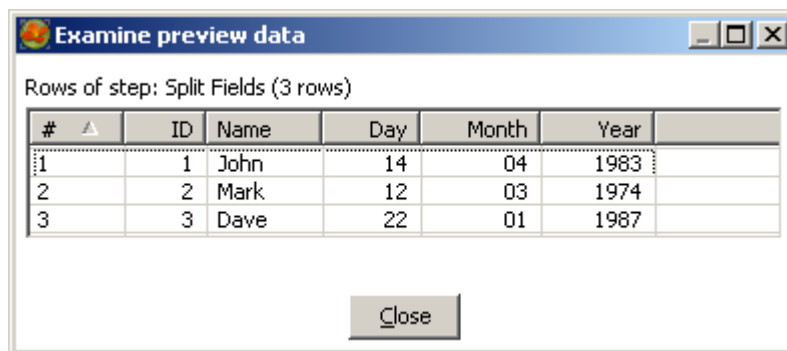 Examine preview data
Rows of step: Split Fields (3 rows)
# ID Name Day Month Year
1 1 John 14 04 1983
2 2 Mark 12 03 1974
3 3 Dave 22 01 1987
Close